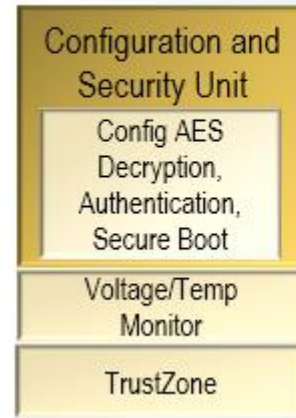 Configuration and
Security Unit
Config AES
Decryption,
Authentication,
Secure Boot
Voltage/Temp
Monitor
TrustZone